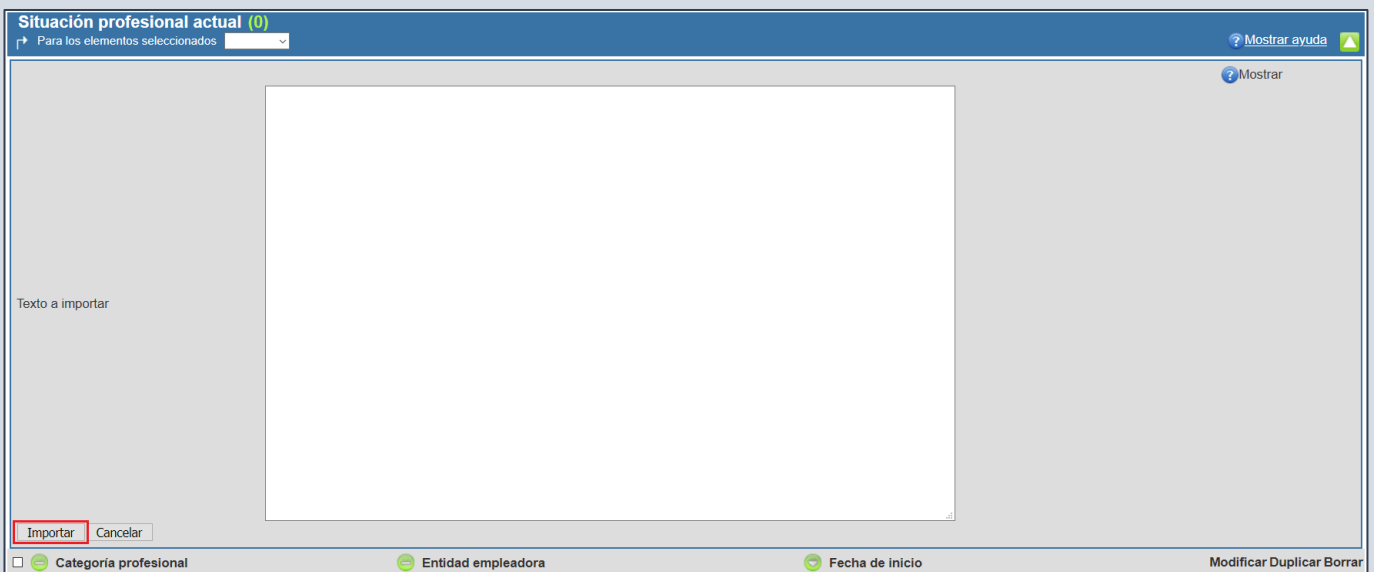 Situación profesional actual (0)
Para los elementos seleccionados
Mostrar ayuda
Mostrar
Texto a importar
Importar Cancelar
Categoría profesional Entidad empleadora Fecha de inicio Modificar Duplicar Borrar